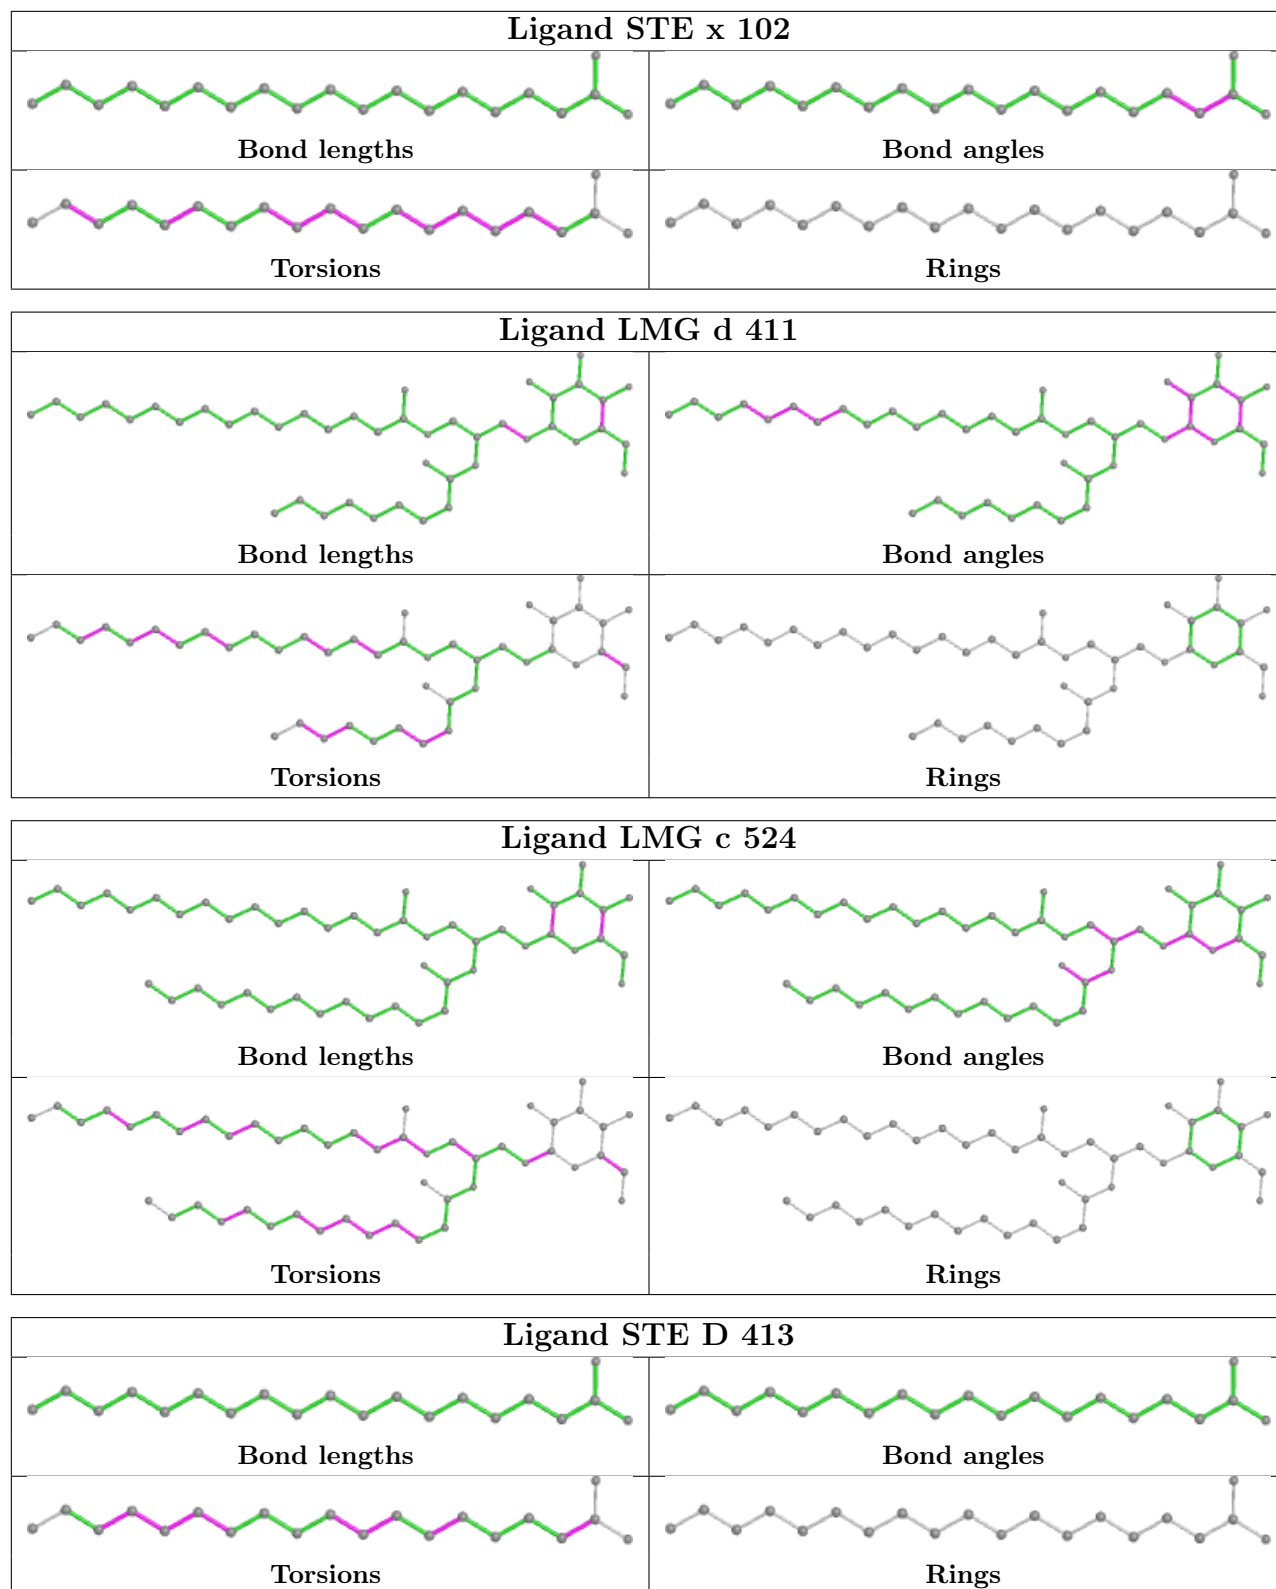 Ligand STE x 102
Bond lengths
Bond angles
Torsions
Rings
Ligand LMG d 411
Bond lengths
Bond angles
Torsions
Rings
Ligand LMG c 524
Bond lengths
Bond angles
Torsions
Rings
Ligand STE D 413
Bond lengths
Bond angles
Torsions
Rings